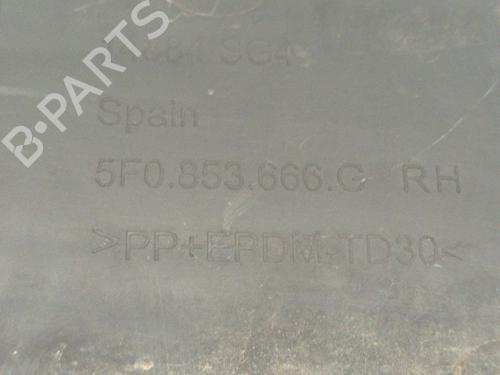 Spain
5F0.853.666.G RH
>PP+EPDM-TD30<
B-PARTS